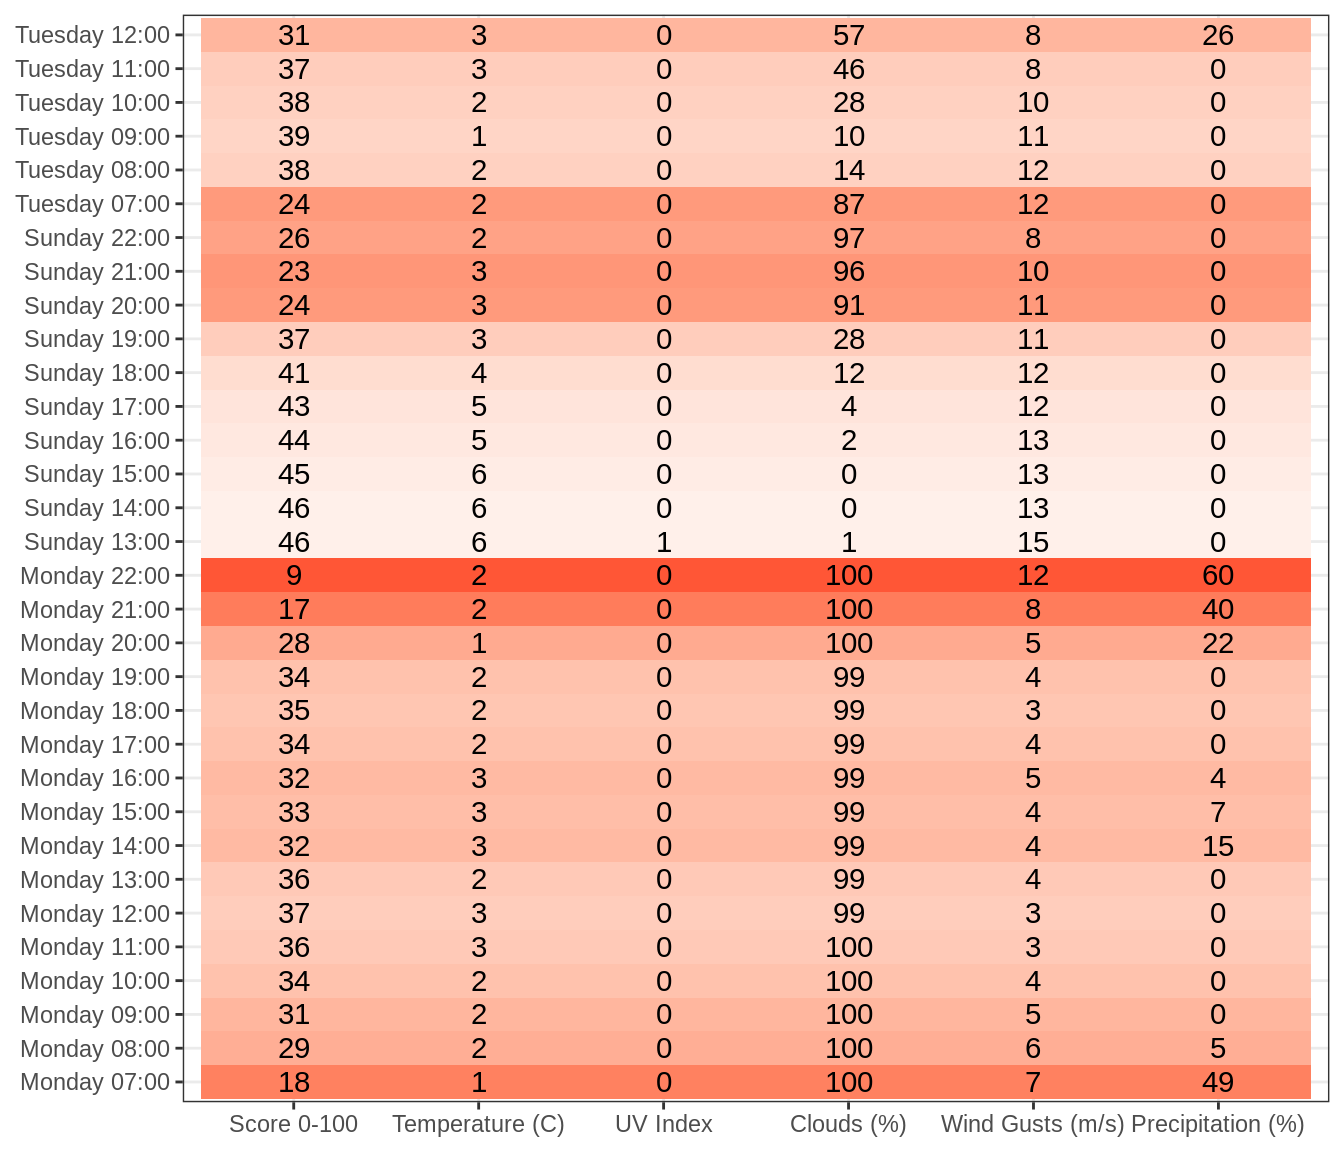 Tuesday 12:00 31 3 0 57 8 26
Tuesday 11:00 37 3 0 46 8 0
Tuesday 10:00 38 2 0 28 10 0
Tuesday 09:00 39 1 0 10 11 0
Tuesday 08:00 38 2 0 14 12 0
Tuesday 07:00 24 2 0 87 12 0
Sunday 22:00 26 2 0 97 8 0
Sunday 21:00 23 3 0 96 10 0
Sunday 20:00 24 3 0 91 11 0
Sunday 19:00 37 3 0 28 11 0
Sunday 18:00 41 4 0 12 12 0
Sunday 17:00 43 5 0 4 12 0
Sunday 16:00 44 5 0 2 13 0
Sunday 15:00 45 6 0 0 13 0
Sunday 14:00 46 6 0 0 13 0
Sunday 13:00 46 6 1 1 15 0
Monday 22:00 9 2 0 100 12 60
Monday 21:00 17 2 0 100 8 40
Monday 20:00 28 1 0 100 5 22
Monday 19:00 34 2 0 99 4 0
Monday 18:00 35 2 0 99 3 0
Monday 17:00 34 2 0 99 4 0
Monday 16:00 32 3 0 99 5 4
Monday 15:00 33 3 0 99 4 7
Monday 14:00 32 3 0 99 4 15
Monday 13:00 36 2 0 99 4 0
Monday 12:00 37 3 0 99 3 0
Monday 11:00 36 3 0 100 3 0
Monday 10:00 34 2 0 100 4 0
Monday 09:00 31 2 0 100 5 0
Monday 08:00 29 2 0 100 6 5
Monday 07:00 18 1 0 100 7 49
Score 0-100 Temperature (C) UV Index Clouds (%) Wind Gusts (m/s) Precipitation (%)